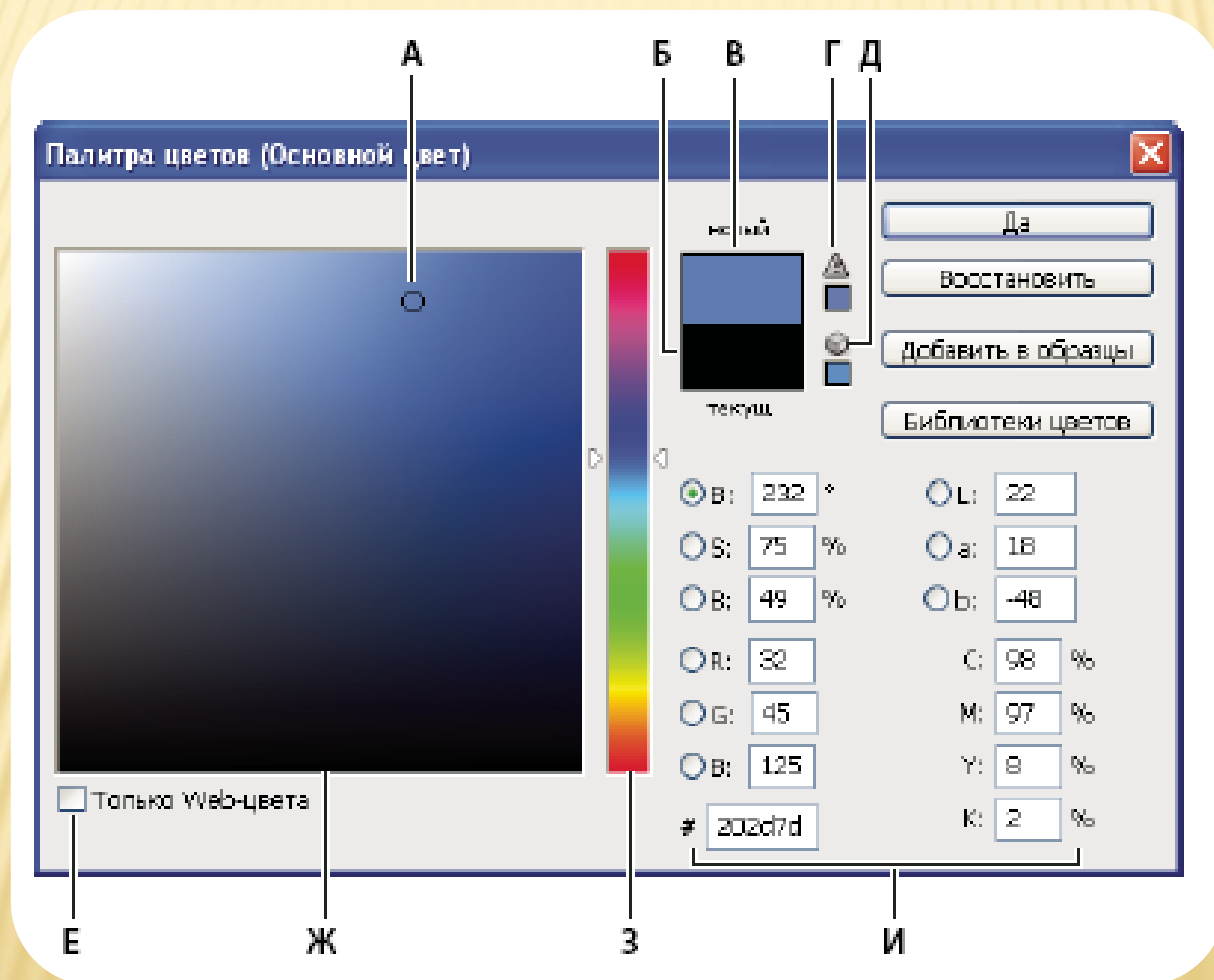 А Б В Г Д
Палитра цветов (Основной цвет)
новый
текущ.
Да
Восстановить
Добавить в образцы
Библиотеки цветов
В: 232 °
S: 75 %
B: 49 %
R: 32
G: 45
B: 125
# 202d7d
L: 22
a: 18
b: -48
C: 98 %
M: 97 %
Y: 8 %
K: 2 %
Только Web-цвета
Е Ж З И